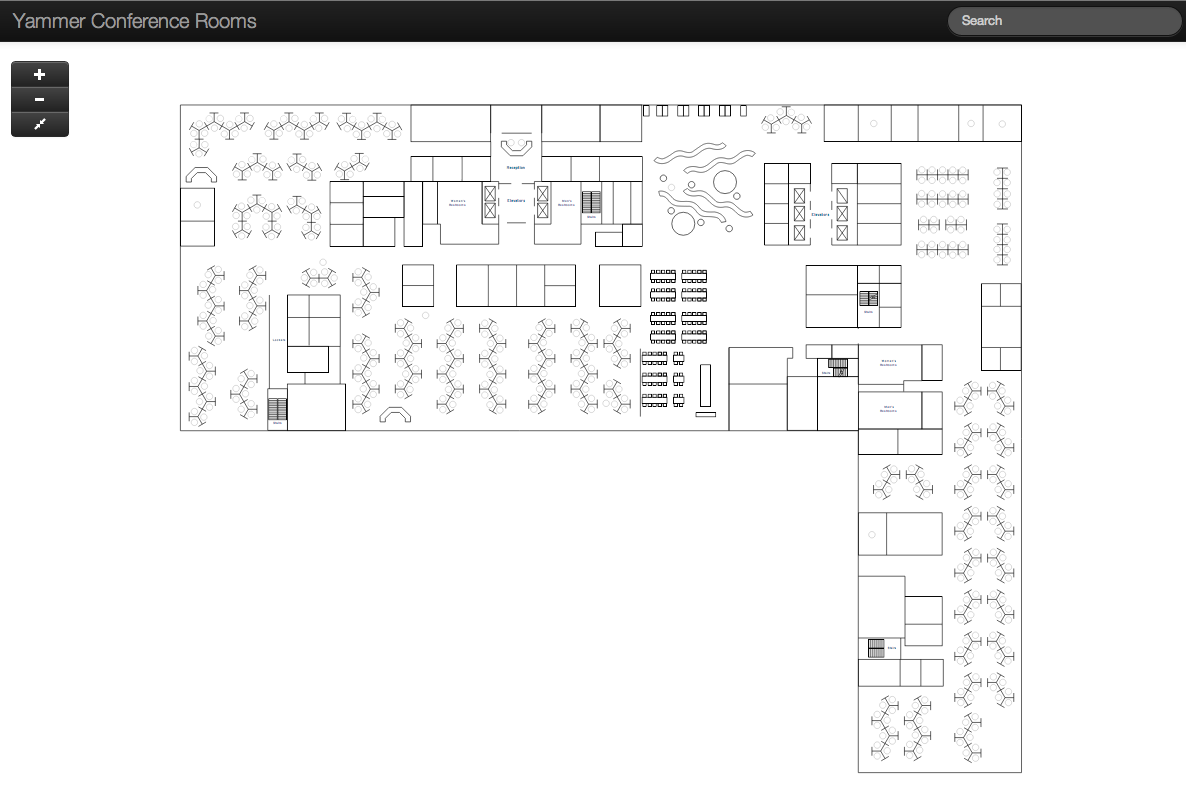 Yammer Conference Rooms
Search
Reception
Women's
Restrooms
Elevators
Men's
Restrooms
Stairs
Elevators
Stairs
Lockers
Stairs
Women's
Restrooms
Stairs
Men's
Restrooms
Stairs